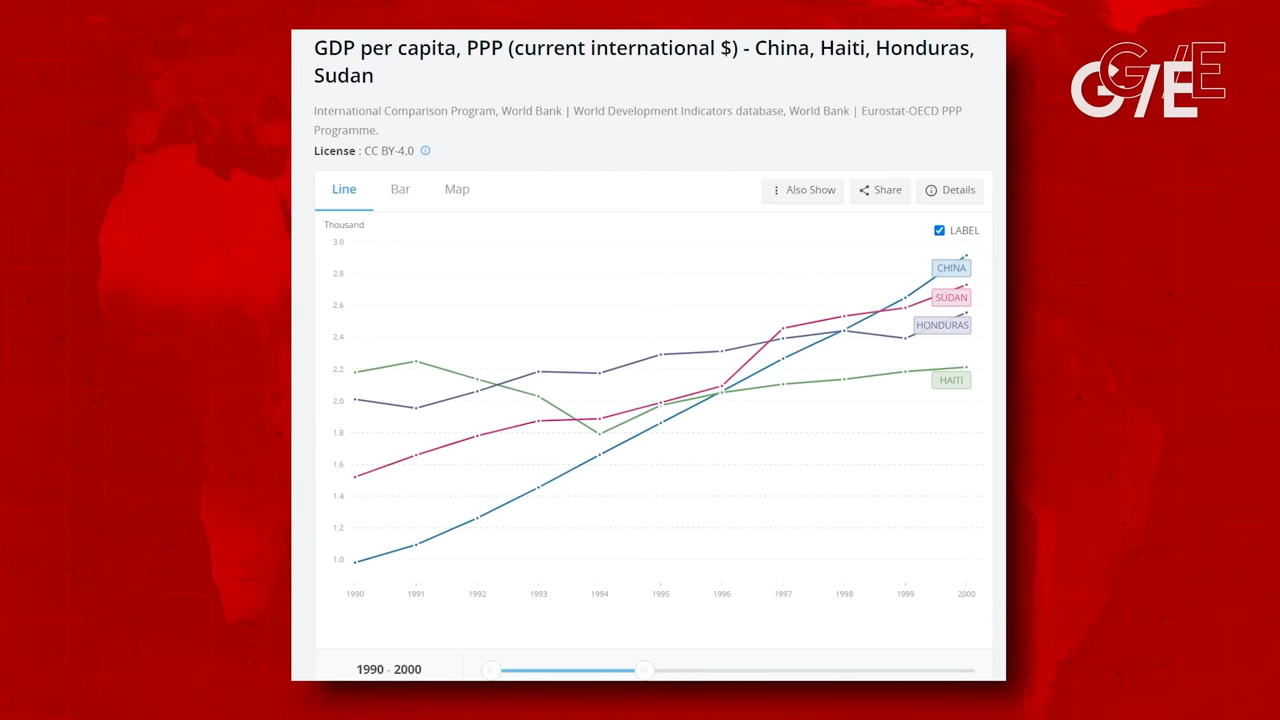 GDP per capita, PPP (current international $) - China, Haiti, Honduras,
Sudan
G/E
G/E
International Comparison Program, World Bank | World Development Indicators database, World Bank | Eurostat-OECD PPP
Programme.
License : CC BY-4.0
Line Bar Map Also Show Share Details
Thousand
LABEL
3.0
2.8
2.6
2.4
2.2
2.0
1.8
1.6
1.4
1.2
1.0
CHINA
SUDAN
HONDURAS
HAITI
1990 1991 1992 1993 1994 1995 1996 1997 1998 1999 2000
1990 - 2000